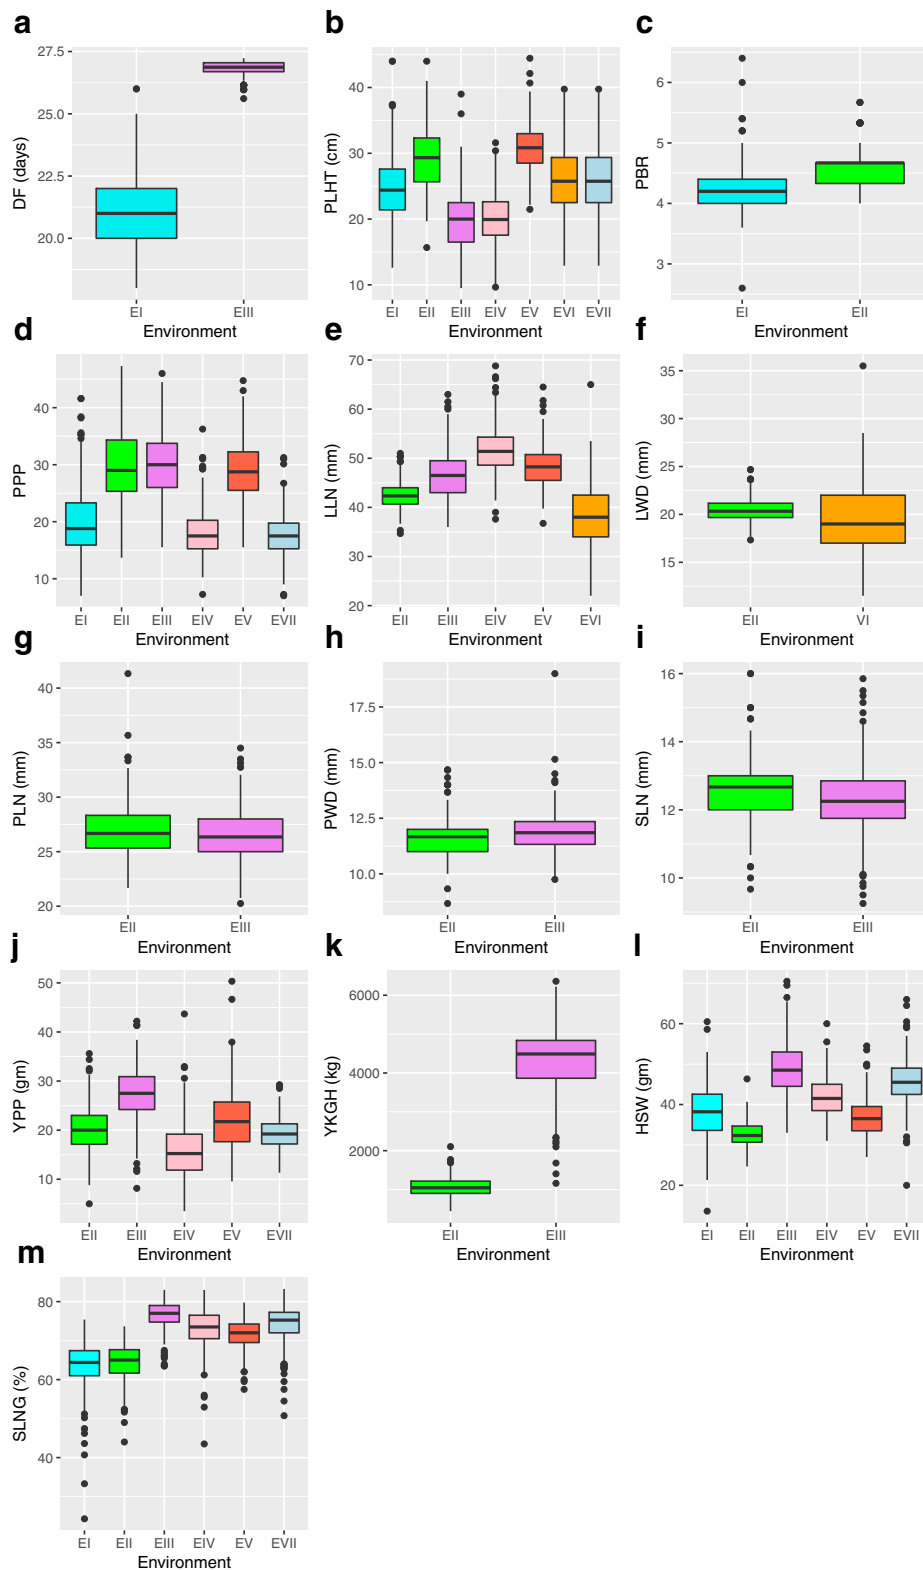 a
27.5
25.0
22.5
20.0
DF (days)
EI EIII
Environment
b
40
30
20
10
PLHT (cm)
EI EII EIII EIV EV EVI EVII
Environment
c
6
5
4
3
PBR
EI EII
Environment
d
40
30
20
10
PPP
EI EII EIII EIV EV EVII
Environment
e
70
60
50
40
30
20
LLN (mm)
EII EIII EIV EV EVI
Environment
f
35
30
25
20
15
LWD (mm)
EII VI
Environment
g
40
35
30
25
20
PLN (mm)
EII EIII
Environment
h
17.5
15.0
12.5
10.0
PWD (mm)
EII EIII
Environment
i
16
14
12
10
SLN (mm)
EII EIII
Environment
j
50
40
30
20
10
YPP (gm)
EII EIII EIV EV EVII
Environment
k
6000
4000
2000
YKGH (kg)
EII EIII
Environment
l
60
40
20
HSW (gm)
EI EII EIII EIV EV EVII
Environment
m
80
60
40
SLNG (%)
EI EII EIII EIV EV EVII
Environment